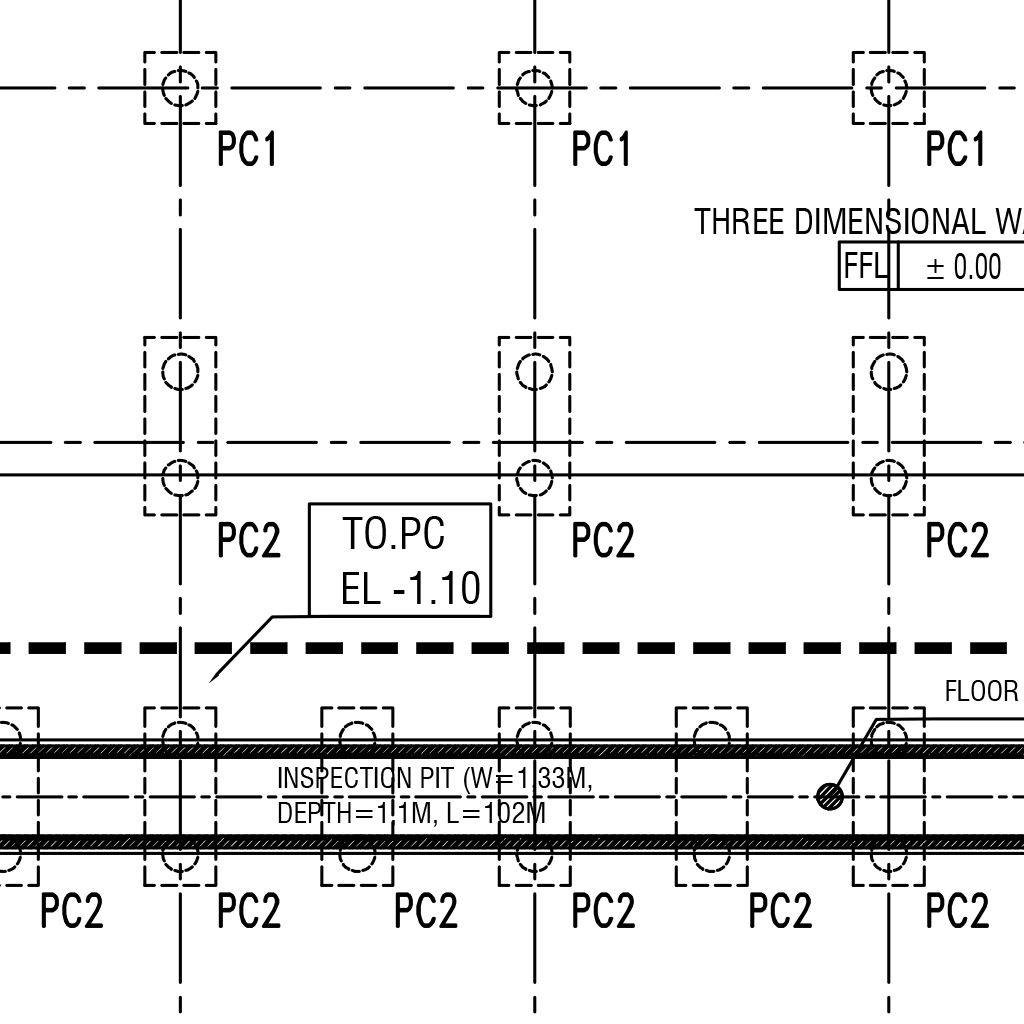 PC1
PC1
PC1
THREE DIMENSIONAL
FFL ± 0.00
PC2
PC2
PC2
TO.PC
EL -1.10
FLOOR
INSPECTION PIT (W=1.33M,
DEPTH=1.1M, L=102M
PC2
PC2
PC2
PC2
PC2
PC2